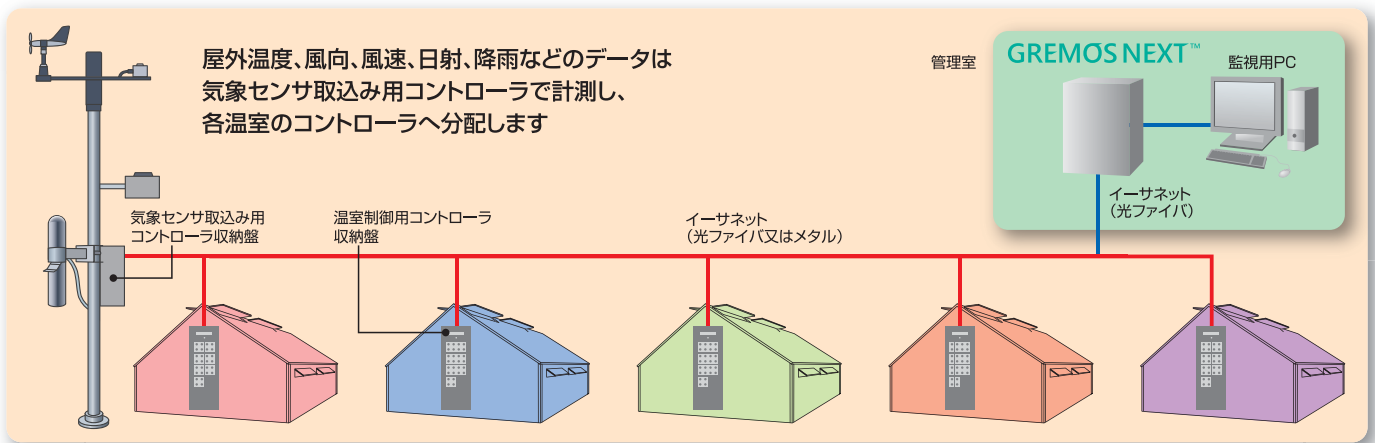 屋外温度、風向、風速、日射、降雨などのデータは
気象センサ取込み用コントローラで計測し、
各温室のコントローラへ分配します
管理室
GREMOS NEXT™
監視用PC
イーサネット
（光ファイバ）
気象センサ取込み用
コントローラ収納盤
温室制御用コントローラ
収納盤
イーサネット
（光ファイバ又はメタル）